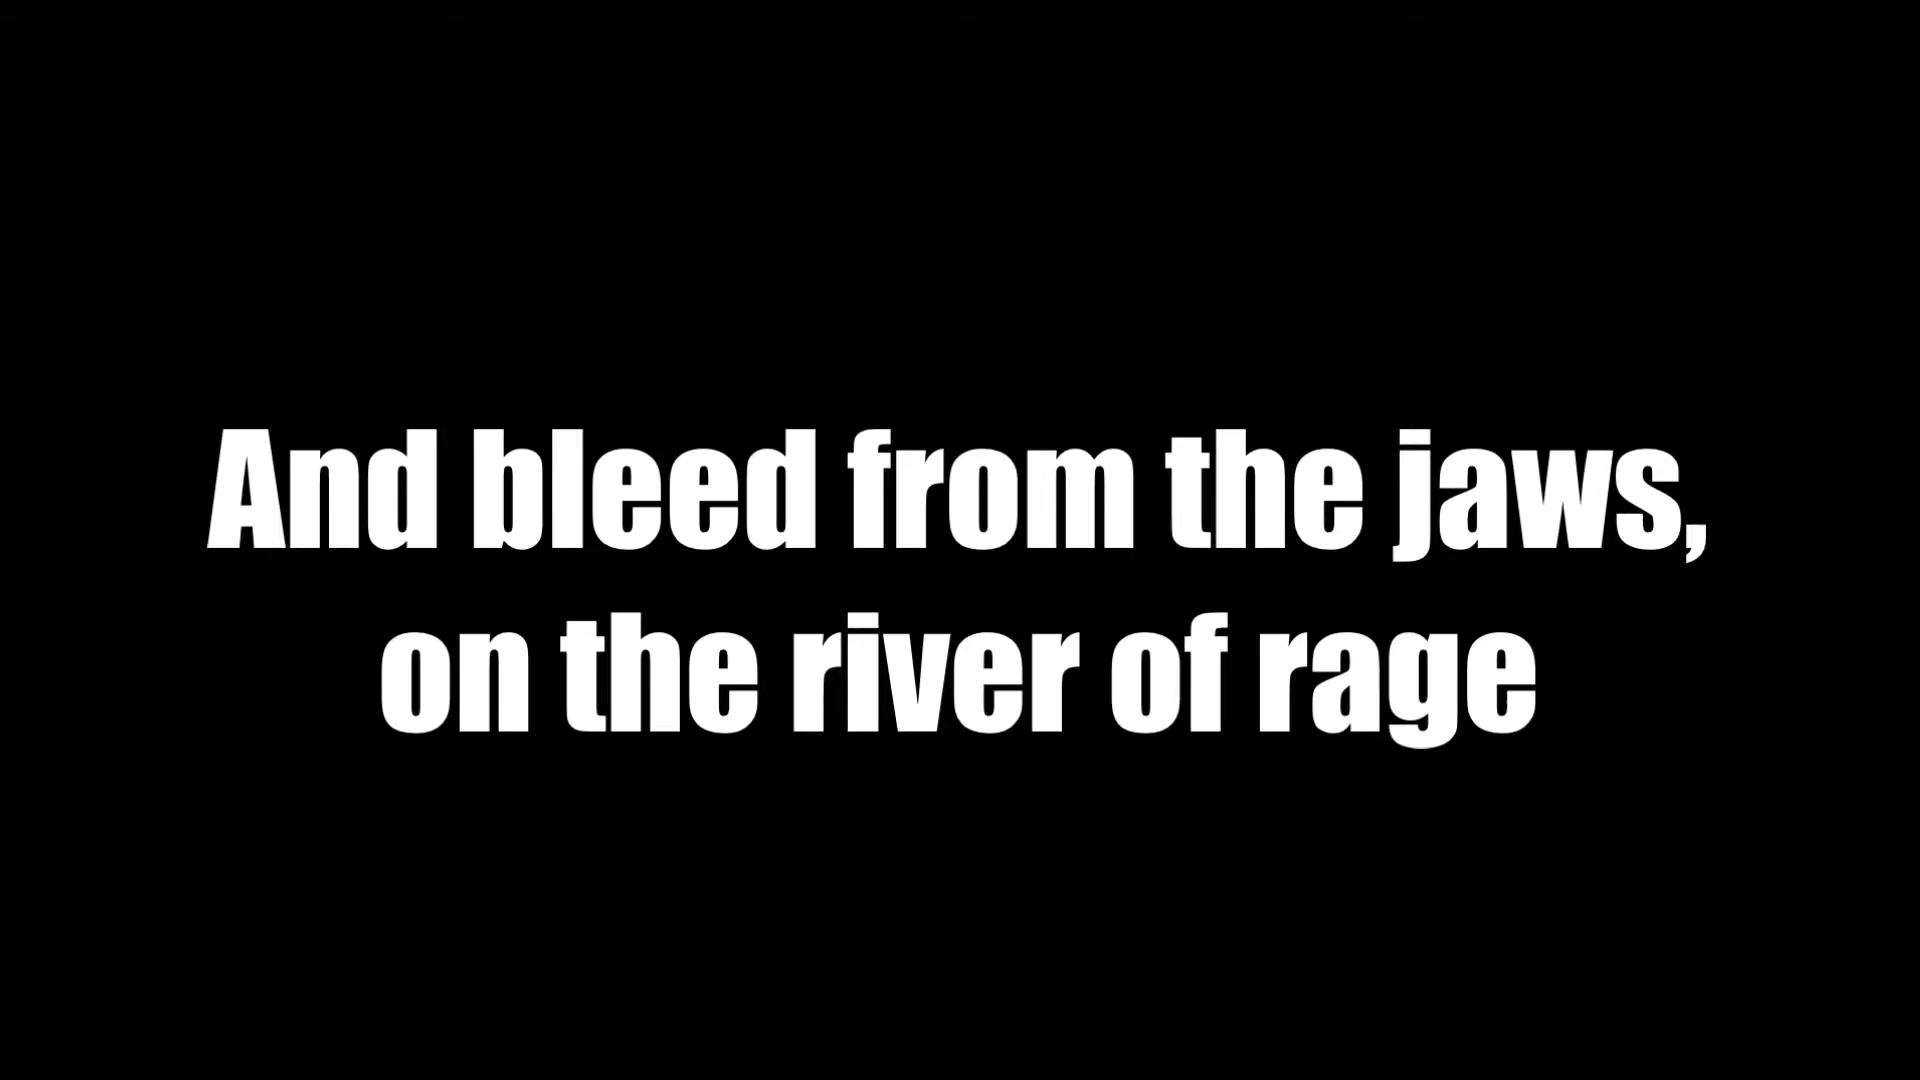 And bleed from the jaws,
on the river of rage